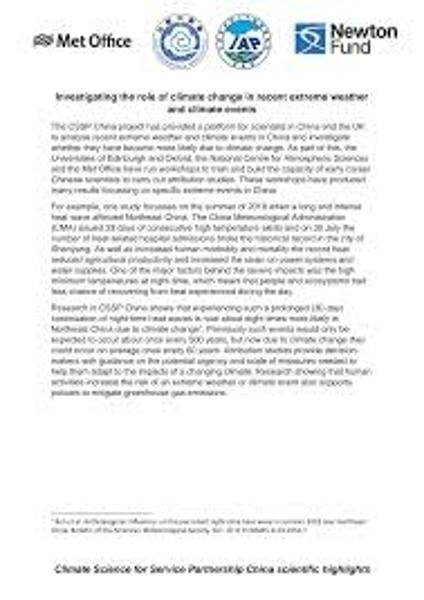 Met Office
IAP
Newton
Fund
Investigating the role of climate change in recent extreme weather
and climate events
The CSSP China project has provided a platform for scientists in China and the UK
to analyse recent extreme weather and climate events in China and investigate
whether they have become more likely due to climate change. As part of this, the
Universities of Edinburgh and Oxford, the National Centre for Atmospheric Sciences
and the Met Office have run workshops to train and build the capacity of early career
Chinese scientists to carry out attribution studies. These workshops have produced
many results focussing on specific extreme events in China.
For example, one study focusses on the summer of 2018 when a long and intense
heat wave affected Northeast China. The China Meteorological Administration
(CMA) issued 33 days of consecutive high temperature alerts and on 30 July the
number of heat-related hospital admissions broke the historical record in the city of
Shenyang. As well as increased human morbidity and mortality the record heat
reduced agricultural productivity and increased the strain on power systems and
water supplies. One of the major factors behind the severe impacts was the high
minimum temperatures at night-time, which meant that people and ecosystems had
less chance of recovering from heat experienced during the day.
Research in CSSP China shows that experiencing such a prolonged (30 day)
continuation of night-time heat waves is now about eight times more likely in
Northeast China due to climate change¹. Previously such events would only be
expected to occur about once every 500 years, but now due to climate change they
could occur on average once every 60 years. Attribution studies provide decision-
makers with guidance on the potential urgency and scale of measures needed to
help them adapt to the impacts of a changing climate. Research showing that human
activities increase the risk of an extreme weather or climate event also supports
policies to mitigate greenhouse gas emissions.
Climate Science for Service Partnership China scientific highlights